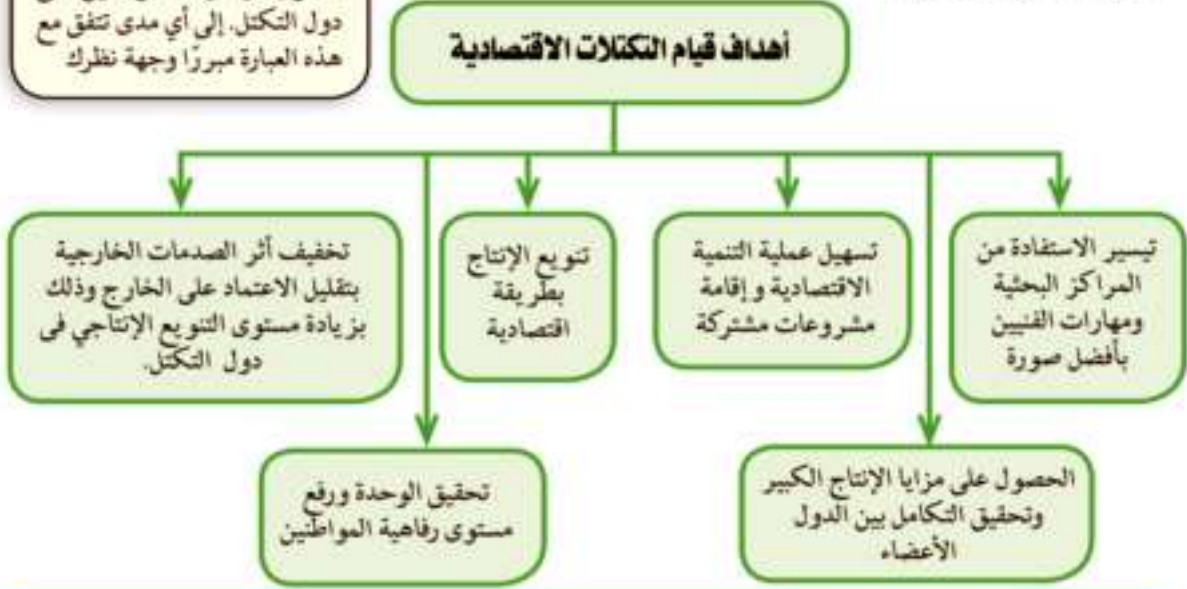 دول التكتل. إلى أي مدى تتفق مع
هذه العبارة مبررًا وجهة نظرك
أهداف قيام التكتلات الاقتصادية
تيسير الاستفادة من
المراكز البحثية
ومهارات الفنيين
بأفضل صورة
تسهيل عملية التنمية
الاقتصادية وإقامة
مشروعات مشتركة
تنويع الإنتاج
بطريقة
اقتصادية
تخفيف أثر الصدمات الخارجية
بتقليل الاعتماد على الخارج وذلك
بزيادة مستوى التنويع الإنتاجي فى
دول التكتل.
الحصول على مزايا الإنتاج الكبير
وتحقيق التكامل بين الدول
الأعضاء
تحقيق الوحدة ورفع
مستوى رفاهية المواطنين